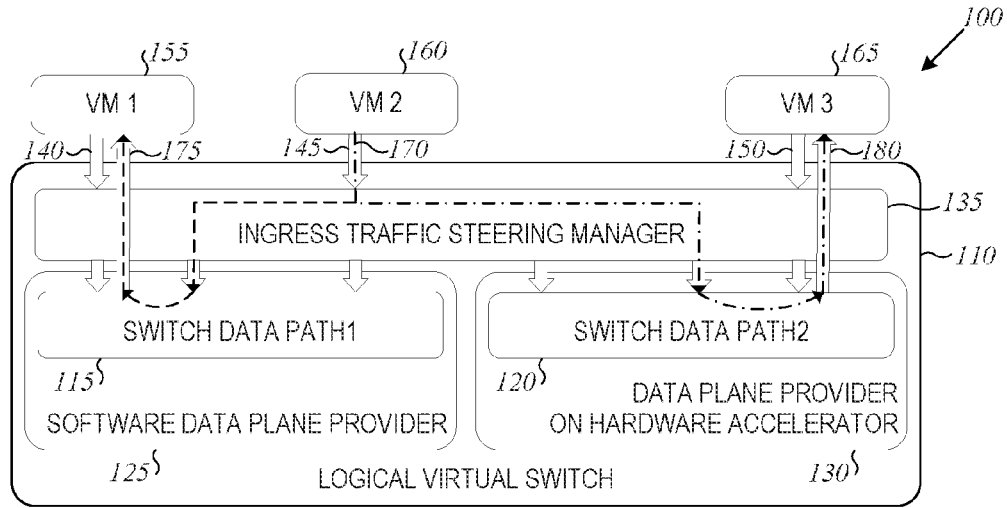 100
155
160
165
VM 1
VM 2
VM 3
140
175
145
170
150
180
135
INGRESS TRAFFIC STEERING MANAGER
110
SWITCH DATA PATH1
SWITCH DATA PATH2
115
120
DATA PLANE PROVIDER
SOFTWARE DATA PLANE PROVIDER
ON HARDWARE ACCELERATOR
125
LOGICAL VIRTUAL SWITCH
130